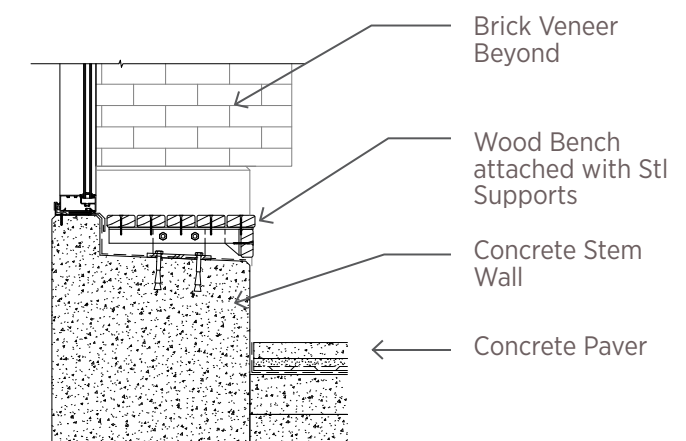 Brick Veneer
Beyond
Wood Bench
attached with Stl
Supports
Concrete Stem
Wall
Concrete Paver